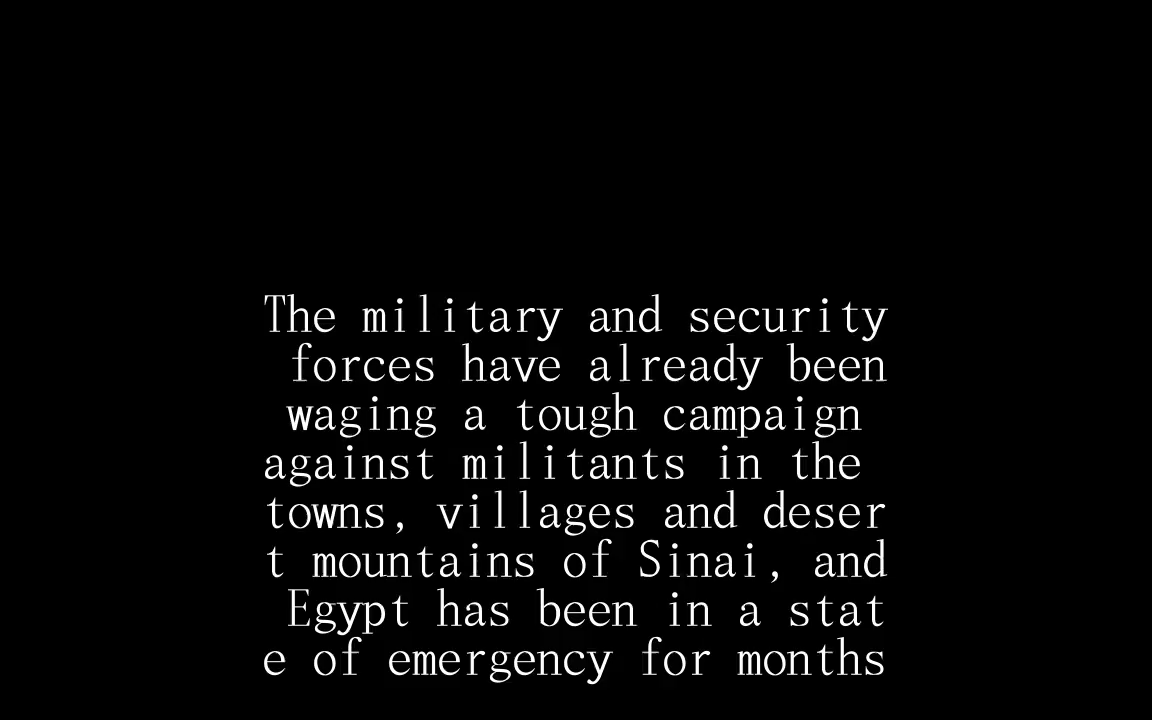 The military and security
forces have already been
waging a tough campaign
against militants in the
towns, villages and deser
t mountains of Sinai, and
Egypt has been in a stat
e of emergency for months